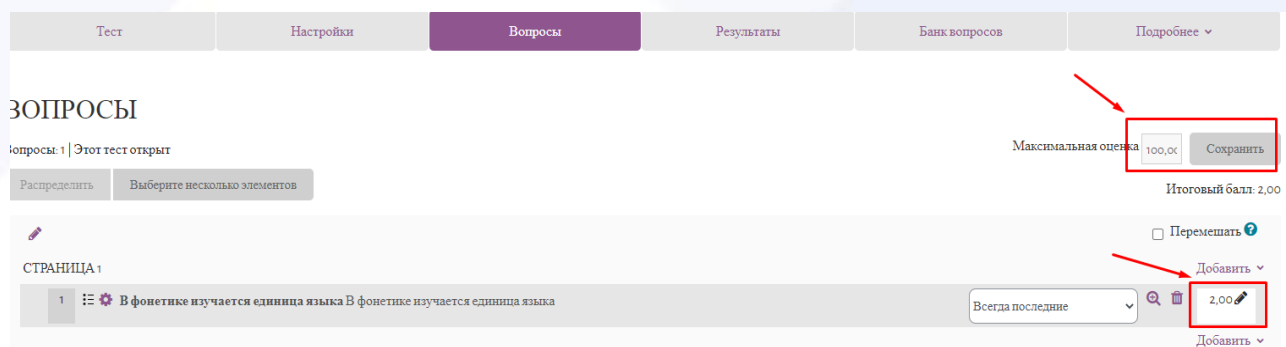 Тест Настройки Вопросы Результаты Банк вопросов Подробнее
ВОПРОСЫ
Вопросы: 1 | Этот тест открыт
Максимальная оценка 100,00 Сохранить
Распределить Выберите несколько элементов
Итоговый балл: 2,00
Перемешать ?
СТРАНИЦА 1
Добавить
1 В фонетике изучается единица языка В фонетике изучается единица языка Всегда последние 2,00
Добавить